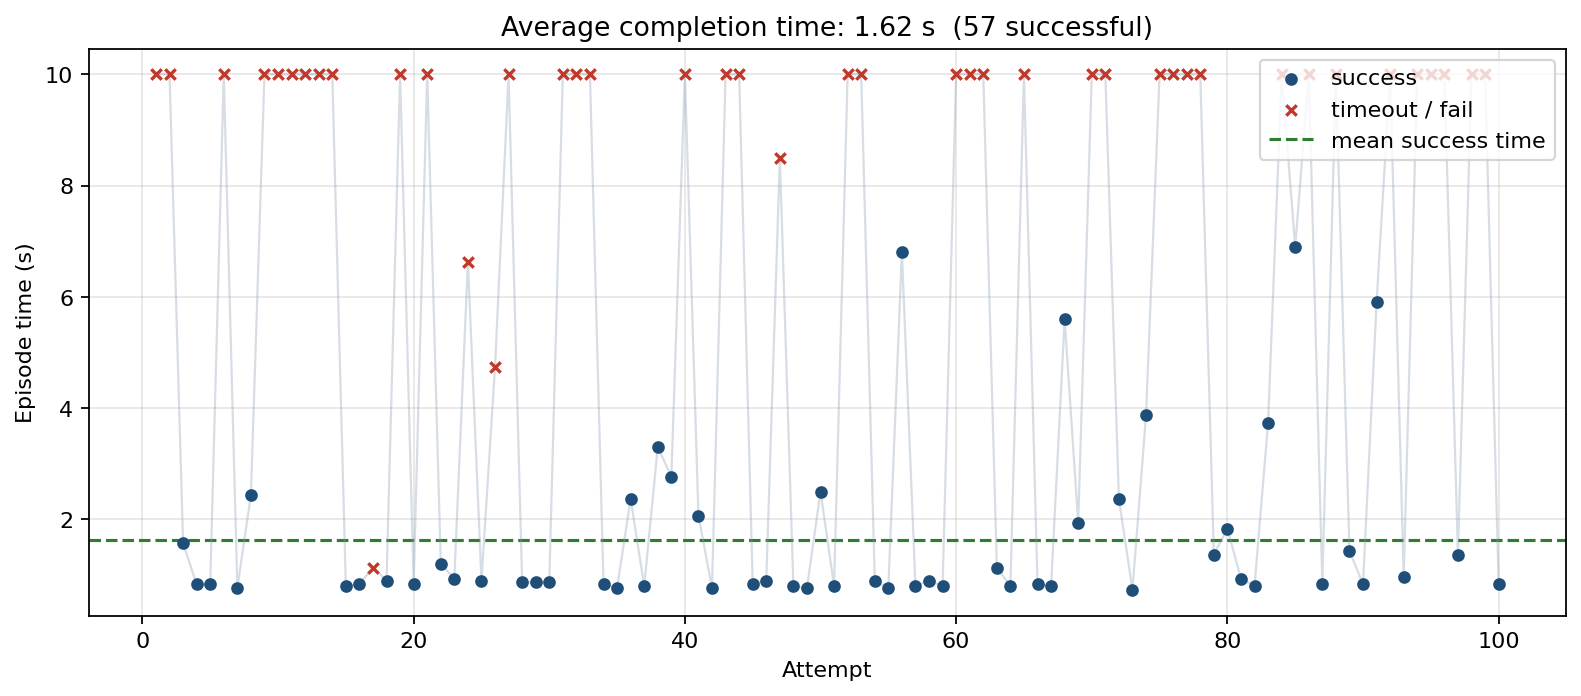 Average completion time: 1.62 s  (57 successful)
10
8
6
4
2
Episode time (s)
success
timeout / fail
mean success time
0
20
40
60
80
100
Attempt